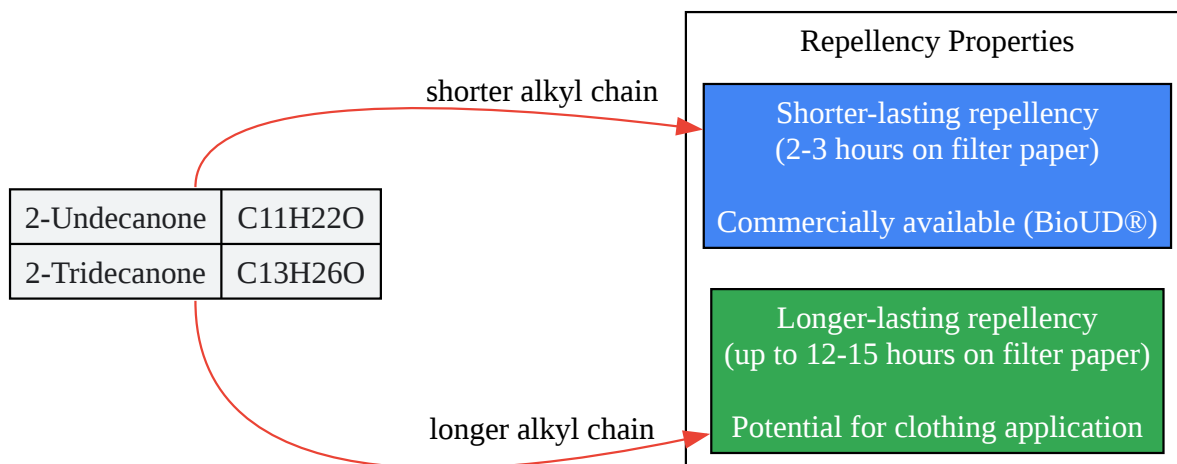 Repellency Properties
shorter alkyl chain
Shorter-lasting repellency
(2-3 hours on filter paper)
Commercially available (BioUD®)
2-Undecanone C11H22O
2-Tridecanone C13H26O
Longer-lasting repellency
(up to 12-15 hours on filter paper)
Potential for clothing application
longer alkyl chain